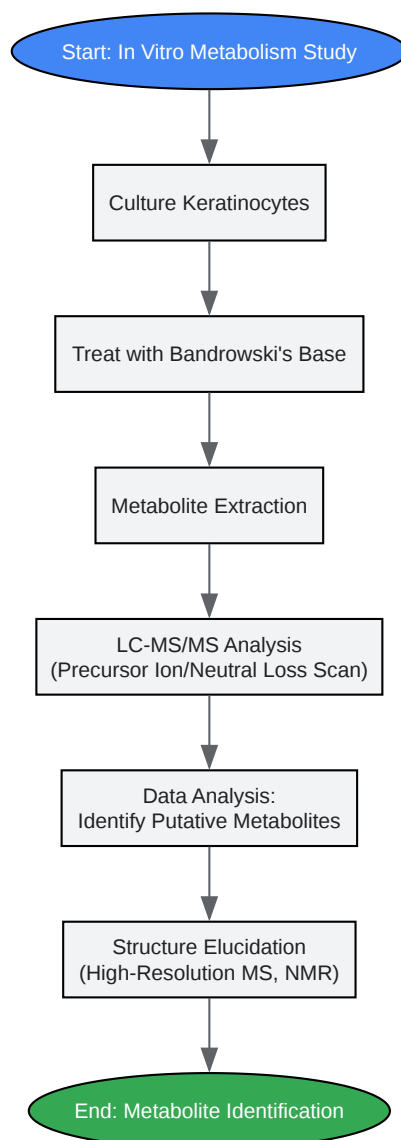 Start: In Vitro Metabolism Study
Culture Keratinocytes
Treat with Bandrowski's Base
Metabolite Extraction
LC-MS/MS Analysis
(Precursor Ion/Neutral Loss Scan)
Data Analysis:
Identify Putative Metabolites
Structure Elucidation
(High-Resolution MS, NMR)
End: Metabolite Identification